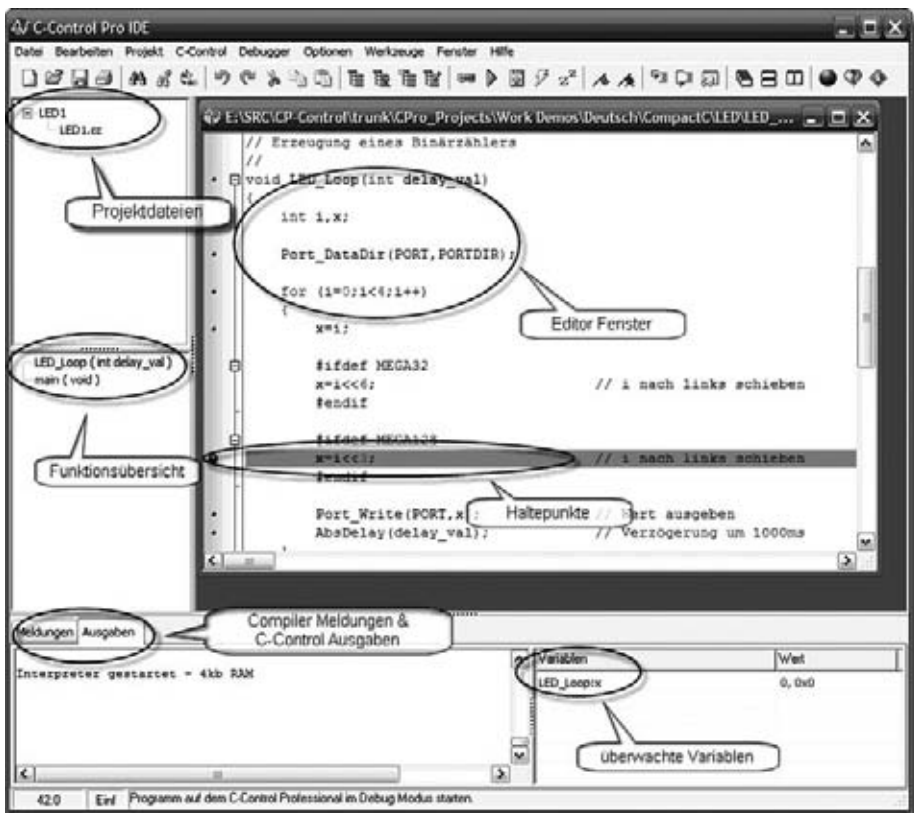 C-Control Pro IDE
Datei Bearbeiten Projekt C-Control Debugger Optionen Werkzeuge Fenster Hilfe
LED1
LED1.cc
Projektdateien
E:\SRC\CP-Control\trunk\CPro_Projects\Work Demos\Deutsch\CompactC\LED\LED_...
// Erzeugung eines Binärzählers
//
void LED_Loop(int delay_val)
{
int i,x;
Port_DataDir(PORT,PORTDIR);
for (i=0;i<4;i++)
{
x=i;
Editor Fenster
#ifdef MEGA32
x=i<<6; // i nach links schieben
#endif
#ifdef MEGA128
x=i<<3; // i nach links schieben
#endif
Port_Write(PORT,x); // Wert ausgeben
AbsDelay(delay_val); // Verzögerung um 1000ms
Haltepunkte
LED_Loop ( int delay_val )
main ( void )
Funktionsübersicht
Meldungen Ausgaben
Compiler Meldungen &
C-Control Ausgaben
Interpreter gestartet - 4kb RAM
Variablen Wert
LED_Loop:x 0, 0x0
überwachte Variablen
42:0 Einf Programm auf dem C-Control Professional im Debug Modus starten.